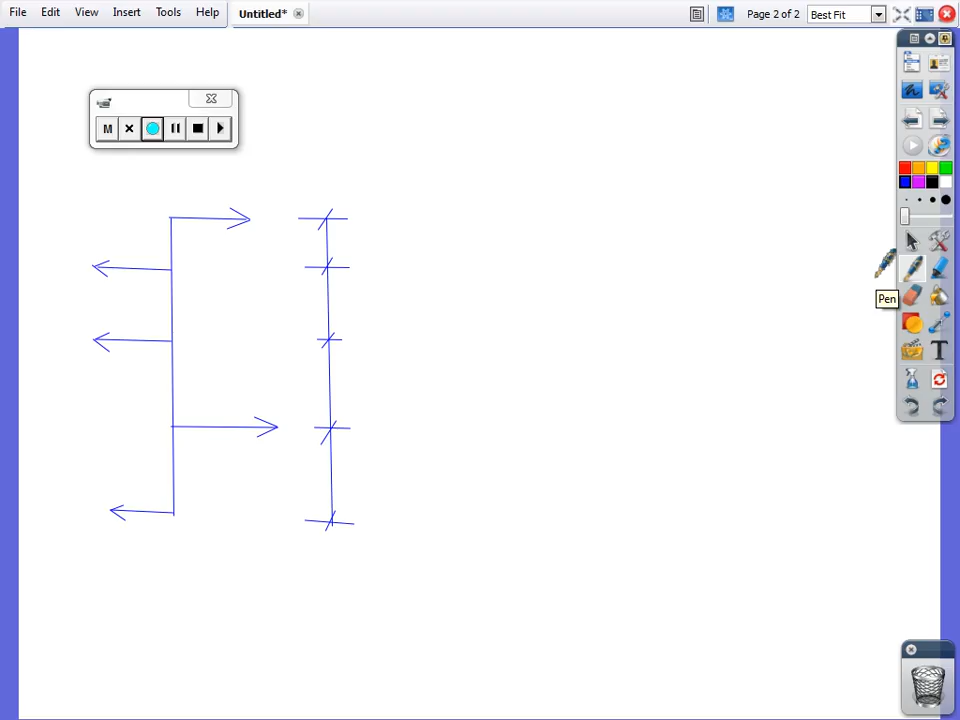 File Edit View Insert Tools Help Untitled* Page 2 of 2 Best Fit
M
Pen
T